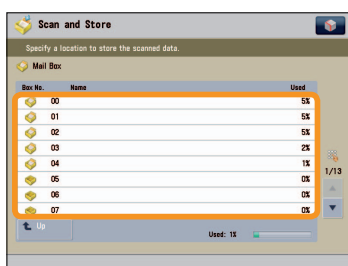 Scan and Store
Specify a location to store the scanned data.
Mail Box
Box No. Name Used
00 5%
01 5%
02 5%
03 2%
04 1%
05 0%
06 0%
07 0%
1/13
Up
Used: 1%